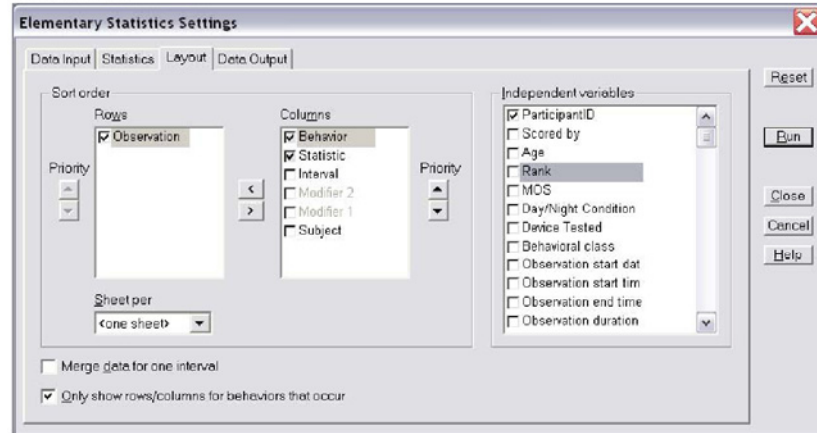 Elementary Statistics Settings
Data Input
Statistics
Layout
Data Output
Sort order
Rows
Observation
Priority
<
>
Columns
Behavior
Statistic
Interval
Modifier 2
Modifier 1
Subject
Priority
Sheet per
<one sheet>
Independent variables
ParticipantID
Scored by
Age
Rank
MOS
Day/Night Condition
Device Tested
Behavioral class
Observation start dat
Observation start tim
Observation end time
Observation duration
Merge data for one interval
Only show rows/columns for behaviors that occur
Reset
Run
Close
Cancel
Help